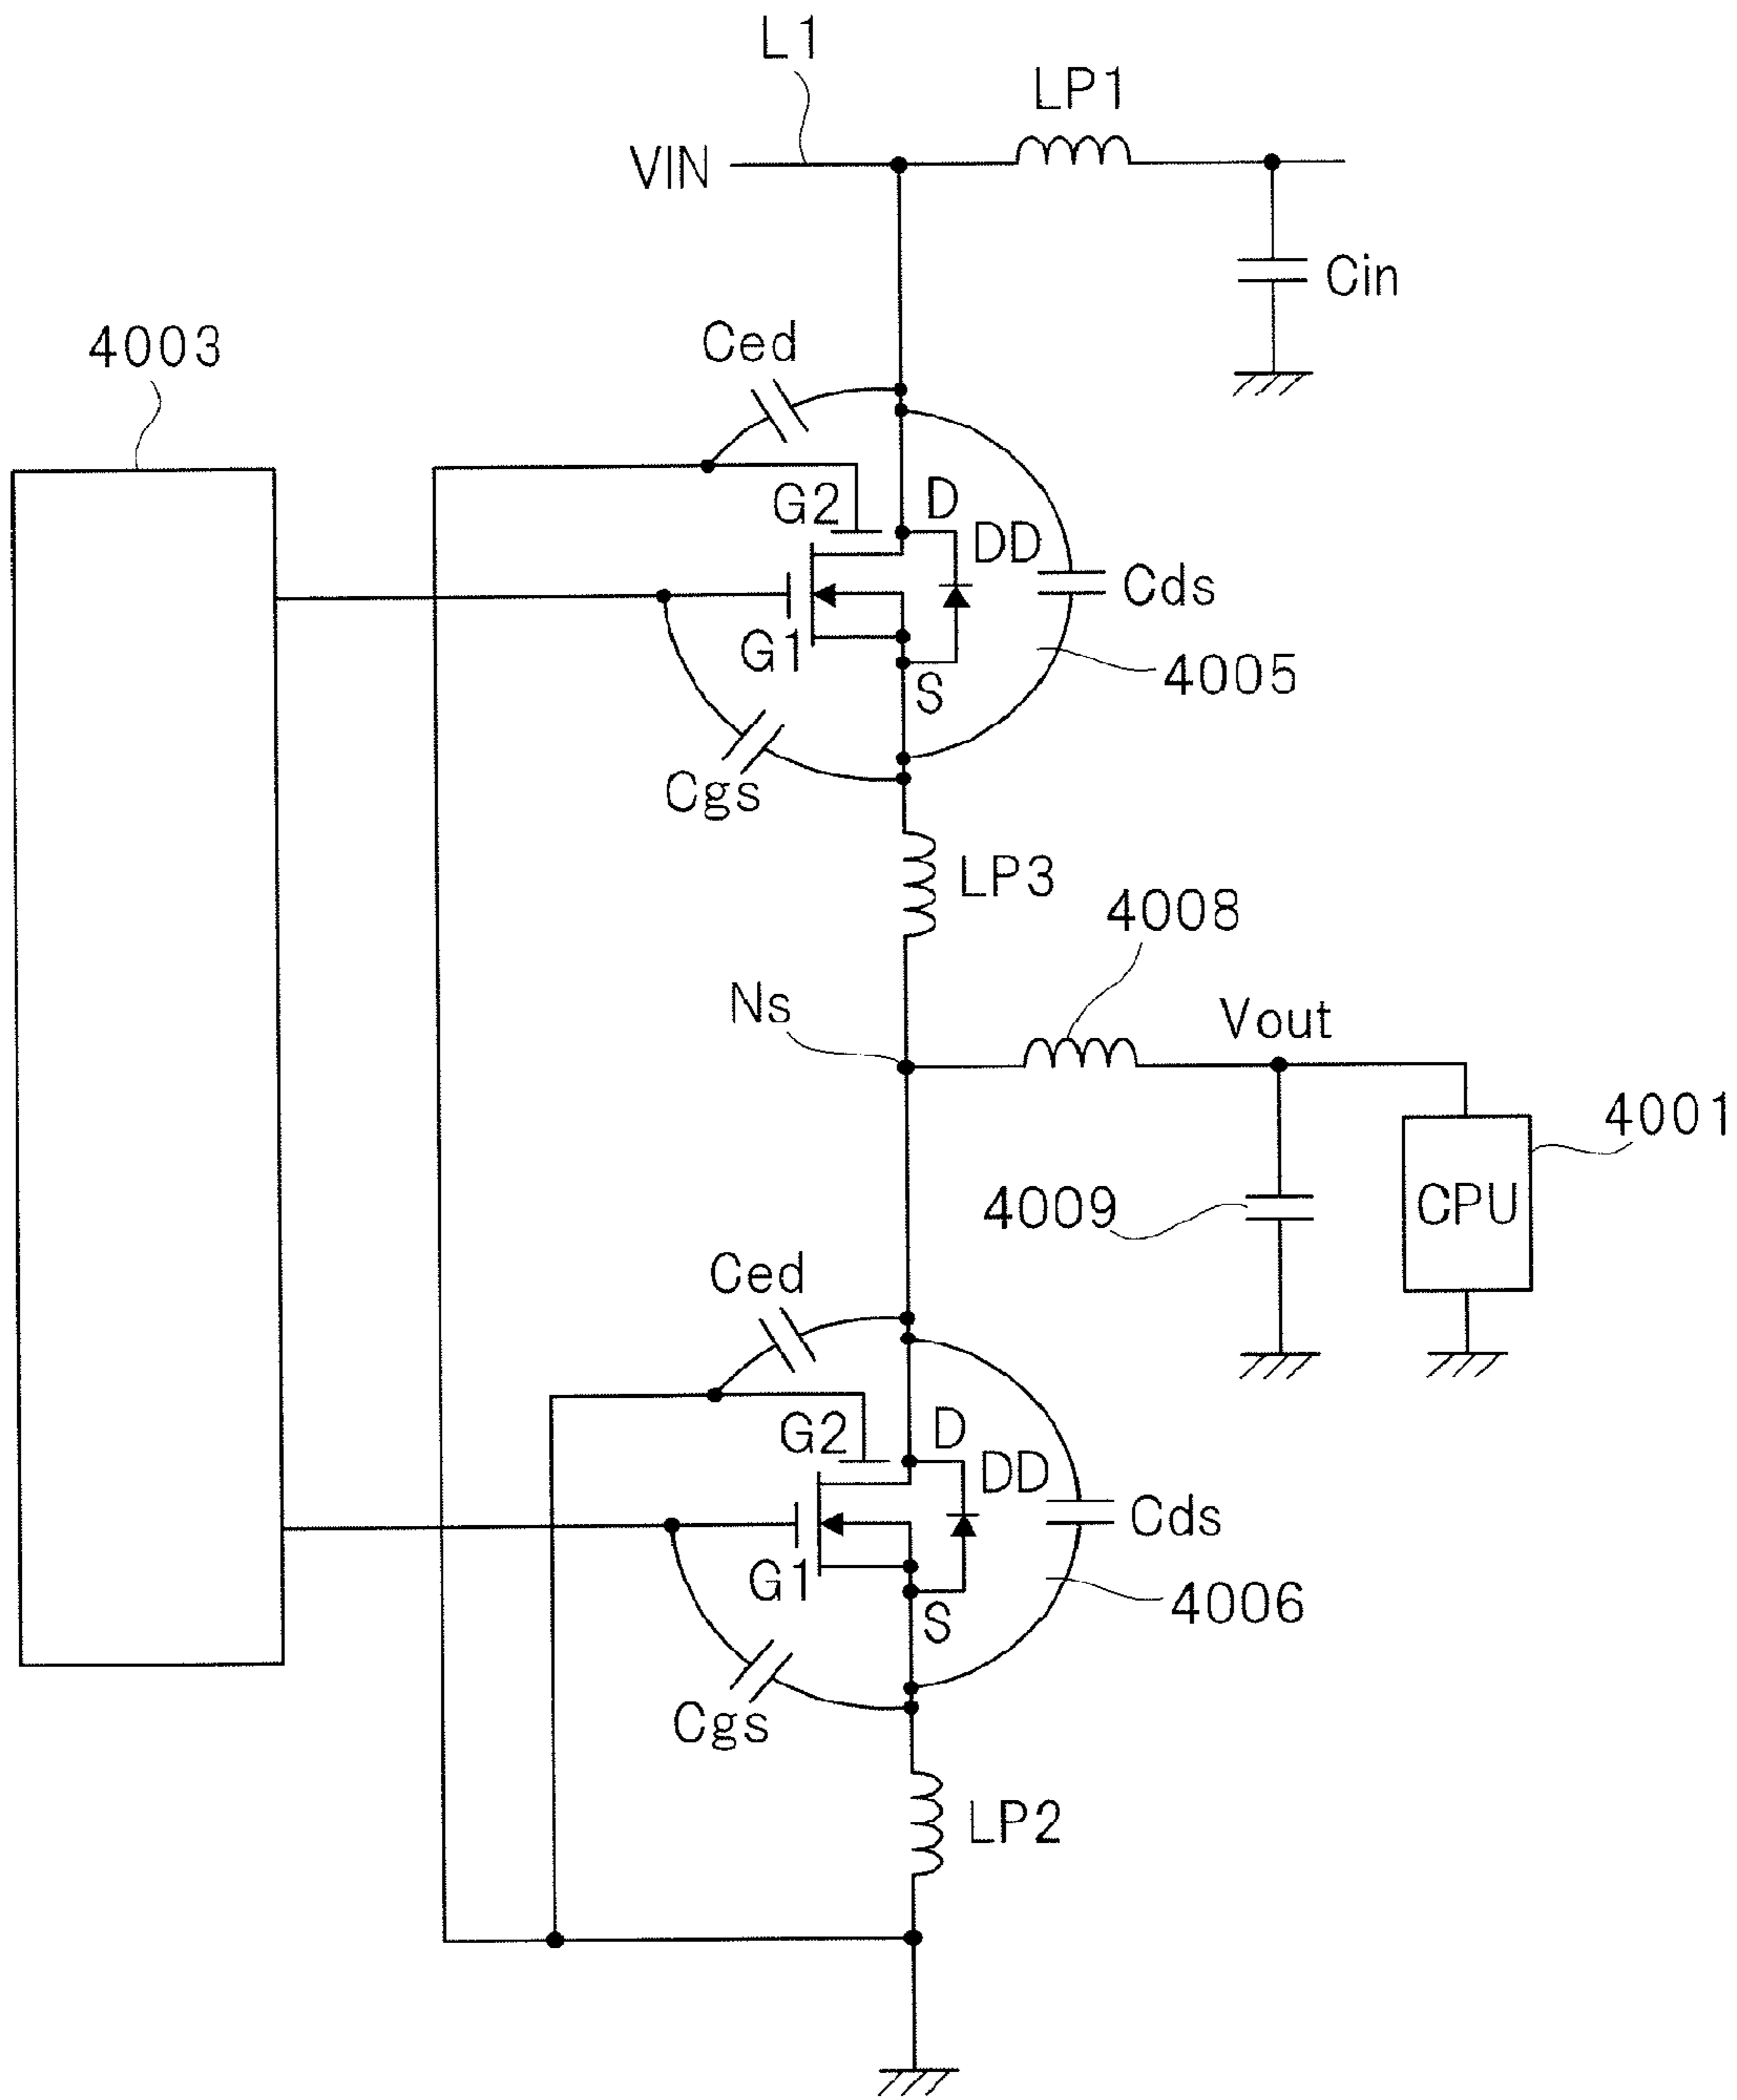 L1
LP1
VIN
Cin
4003
Ced
G2
D
DD
Cds
G1
S
4005
Cgs
LP3
4008
Ns
Vout
4001
CPU
4009
Ced
G2
D
DD
Cds
G1
S
4006
Cgs
LP2